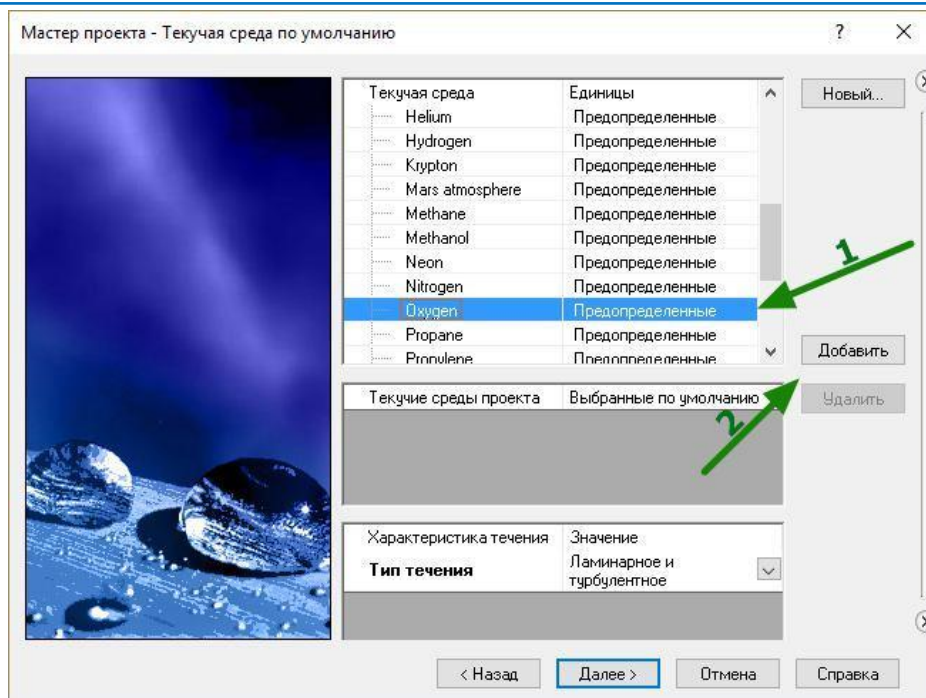 Мастер проекта - Текучая среда по умолчанию
? X
Текучая среда Единицы
Helium Предопределенные
Hydrogen Предопределенные
Krypton Предопределенные
Mars atmosphere Предопределенные
Methane Предопределенные
Methanol Предопределенные
Neon Предопределенные
Nitrogen Предопределенные
Oxygen Предопределенные
Propane Предопределенные
Propylene Предопределенные
Новый...
1
Добавить
Текучие среды проекта Выбранные по умолчанию
Удалить
2
Характеристика течения Значение
Тип течения Ламинарное и
турбулентное
< Назад Далее > Отмена Справка